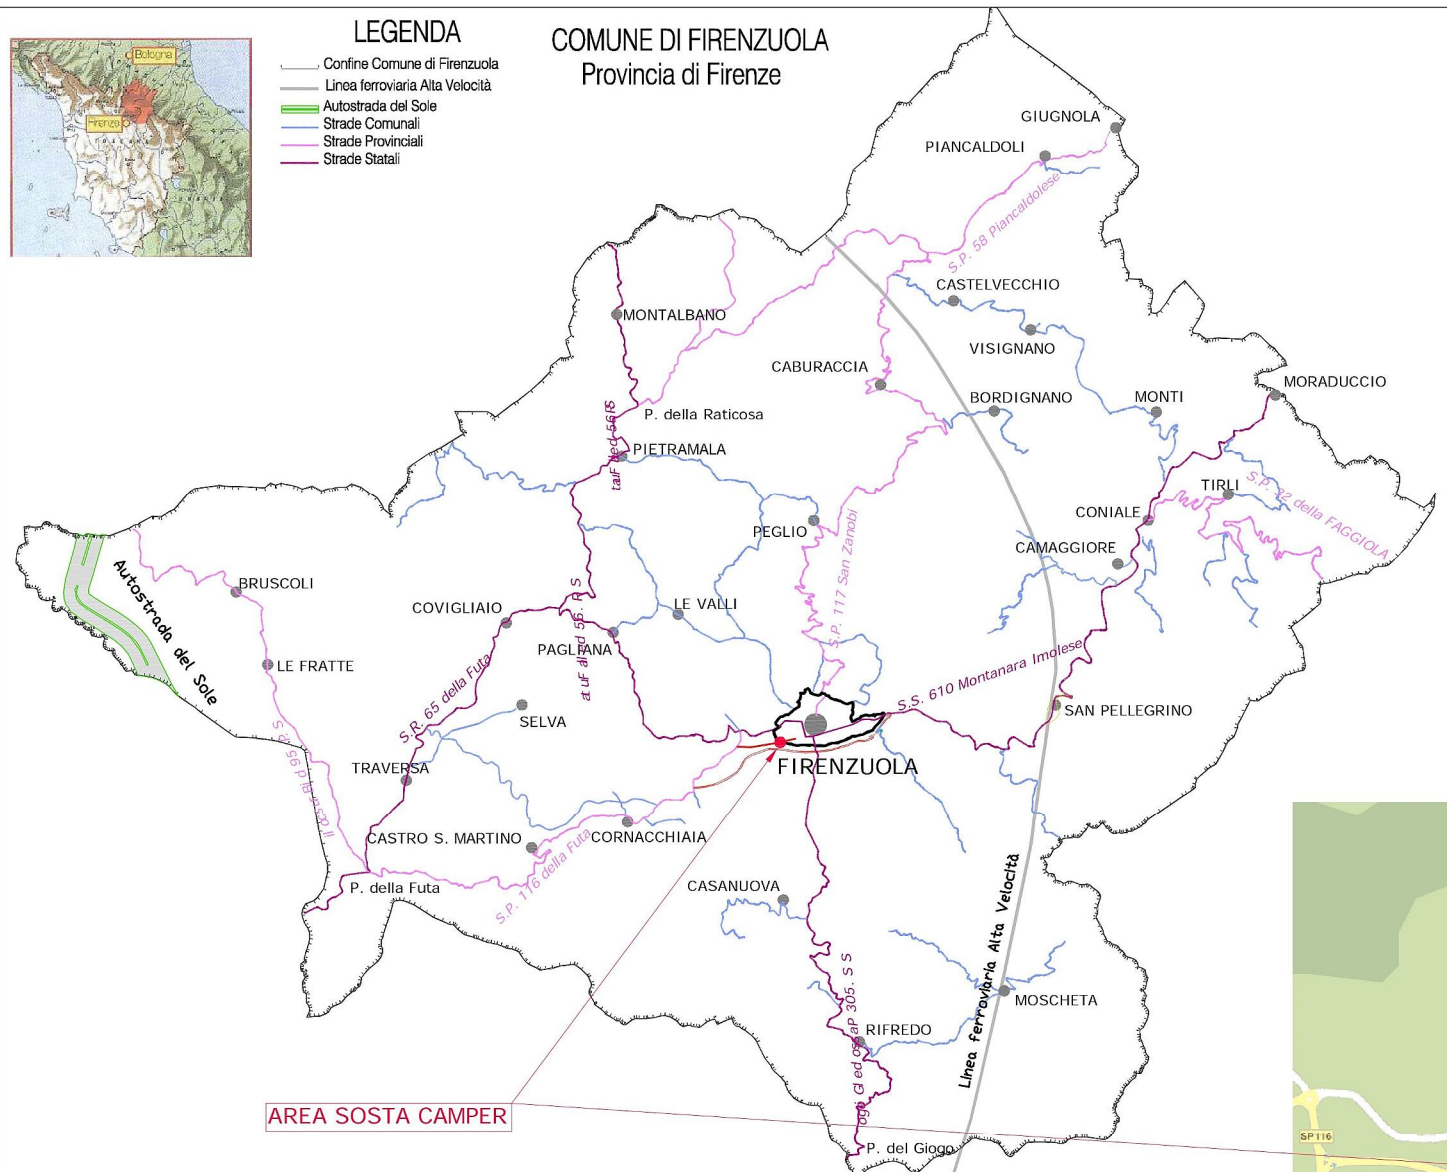 LEGENDA
Confine Comune di Firenzuola
Linea ferroviaria Alta Velocità
Autostrada del Sole
Strade Comunali
Strade Provinciali
Strade Statali
COMUNE DI FIRENZUOLA
Provincia di Firenze
Bologna
Firenze
GIUGNOLA
PIANCALDOLI
S.P. 58 Piancaldolese
CASTELVECCHIO
MONTALBANO
VISIGNANO
CABURACCIA
MORADUCCIO
BORDIGNANO
MONTI
P. della Raticosa
PIETRAMALA
TIRLI
S.P. 32 della FAGGIOLA
CONIALE
PEGLIO
S.P. 117 San Zanobi
CAMAGGIORE
Autostrada del Sole
BRUSCOLI
COVIGLIAIO
LE VALLI
PAGLIANA
S.R. 65 della Futa
LE FRATTE
S.S. 610 Montanara Imolese
SELVA
SAN PELLEGRINO
TRAVERSA
FIRENZUOLA
CASTRO S. MARTINO
CORNACCHIAIA
S.P. 116 della Futa
P. della Futa
CASANUOVA
Linea ferroviaria Alta Velocità
MOSCHETA
RIFREDO
AREA SOSTA CAMPER
P. del Giogo
SP116